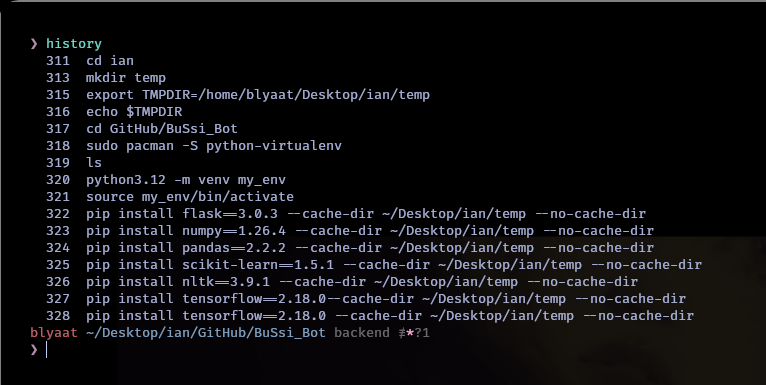 ❯ history
311 cd ian
313 mkdir temp
315 export TMPDIR=/home/blyaat/Desktop/ian/temp
316 echo $TMPDIR
317 cd GitHub/BuSsi_Bot
318 sudo pacman -S python-virtualenv
319 ls
320 python3.12 -m venv my_env
321 source my_env/bin/activate
322 pip install flask==3.0.3 --cache-dir ~/Desktop/ian/temp --no-cache-dir
323 pip install numpy==1.26.4 --cache-dir ~/Desktop/ian/temp --no-cache-dir
324 pip install pandas==2.2.2 --cache-dir ~/Desktop/ian/temp --no-cache-dir
325 pip install scikit-learn==1.5.1 --cache-dir ~/Desktop/ian/temp --no-cache-dir
326 pip install nltk==3.9.1 --cache-dir ~/Desktop/ian/temp --no-cache-dir
327 pip install tensorflow==2.18.0--cache-dir ~/Desktop/ian/temp --no-cache-dir
328 pip install tensorflow==2.18.0 --cache-dir ~/Desktop/ian/temp --no-cache-dir
blyaat ~/Desktop/ian/GitHub/BuSsi_Bot backend ≢*?1
❯